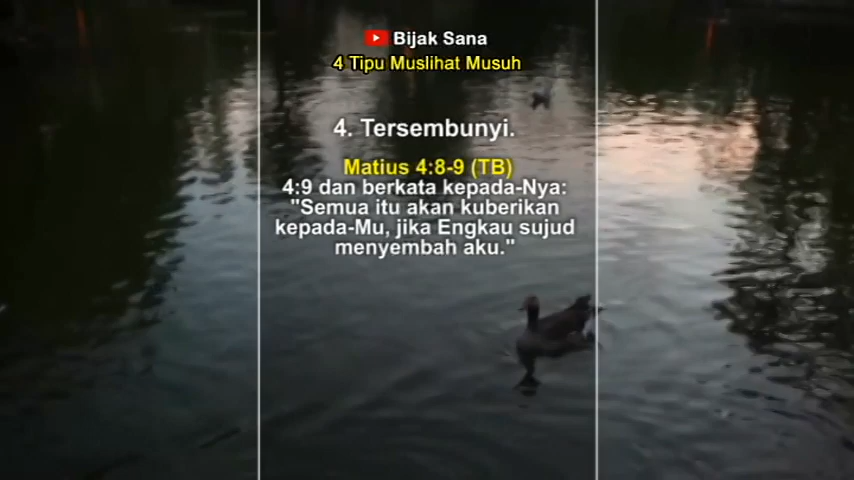 Bijak Sana
4 Tipu Muslihat Musuh
4. Tersembunyi.
Matius 4:8-9 (TB)
4:9 dan berkata kepada-Nya:
"Semua itu akan kuberikan
kepada-Mu, jika Engkau sujud
menyembah aku."